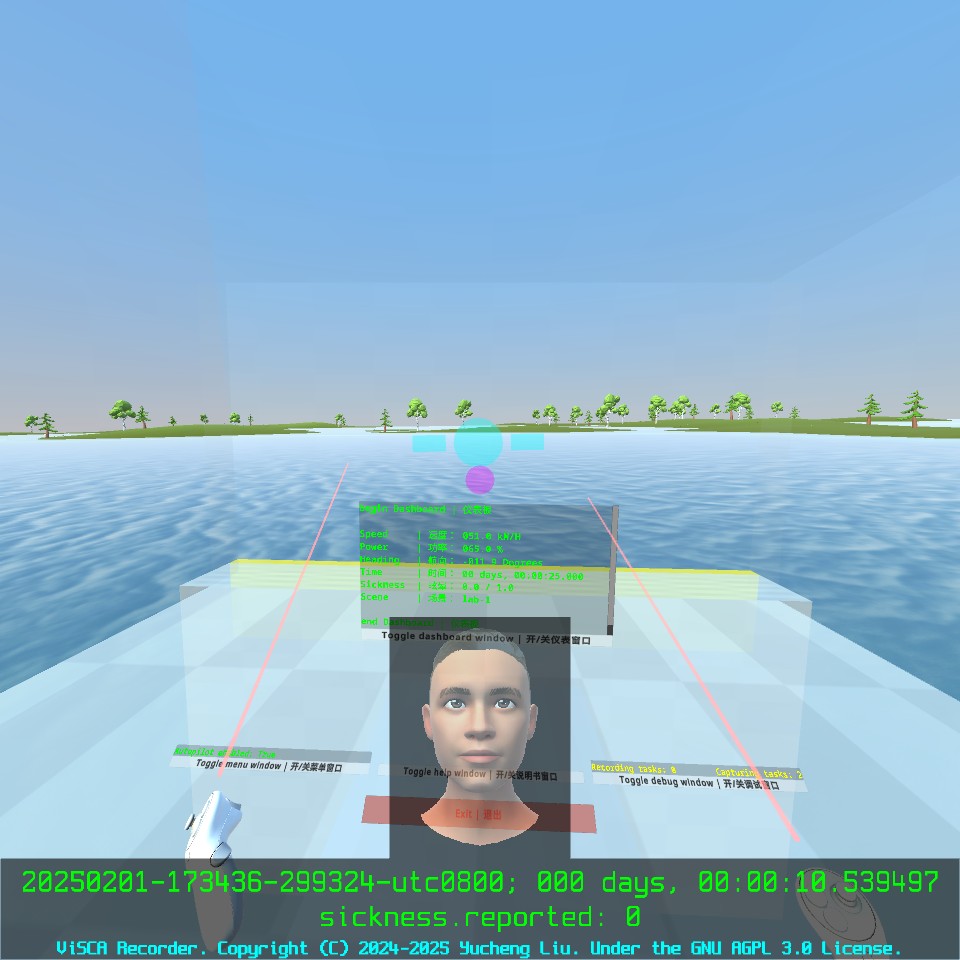 Dashboard | 仪表窗
Speed | 速度: 051.0 KM/H
Power | 功率: 065.0 %
Heading Degrees
Time | 时间: 00 days, 00:00:25.000
Sickness 0.0 / 1.0
Scene | 场景: lab-1
end Dashboard
Toggle dashboard window | 开/关仪表窗口
Autopilot
Toggle menu window | 开/关菜单窗口
Toggle help window | 开/关说明书窗口
Recording tasks: 0 Capturing tasks: 2
Toggle debug window | 开/关调试窗口
Exit | 退出
20250201-173436-299324-utc0800; 000 days, 00:00:10.539497
sickness.reported: 0
ViSCA Recorder. Copyright (C) 2024-2025 Yucheng Liu. Under the GNU AGPL 3.0 License.